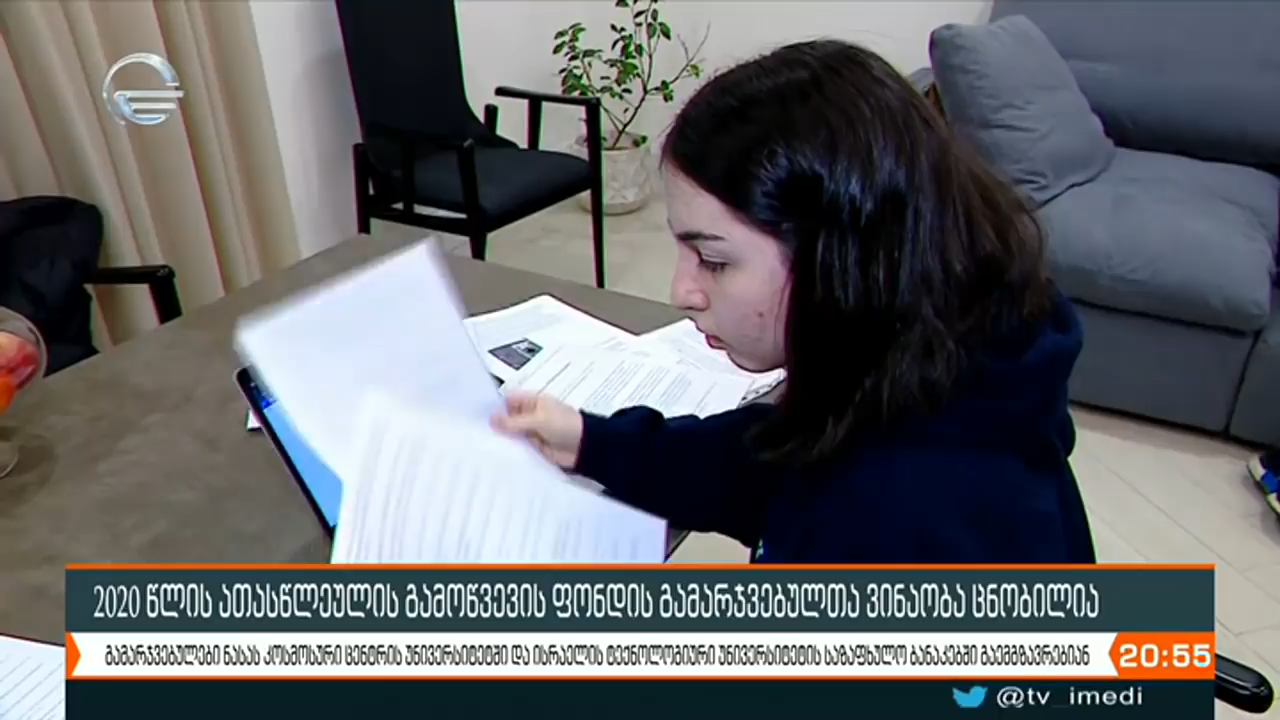 2020 წლის ათასწლეულის გამოწვევის ფონდის გამარჯვებულთა ვინაობა ცნობილია
გამარჯვებულები ნასას კოსმოსური ცენტრის უნივერსიტეტში და ისრაელის ტექნოლოგიური უნივერსიტეტის საზაფხულო ბანაკებში გაემგზავრებიან
20:55
@tv_imedi